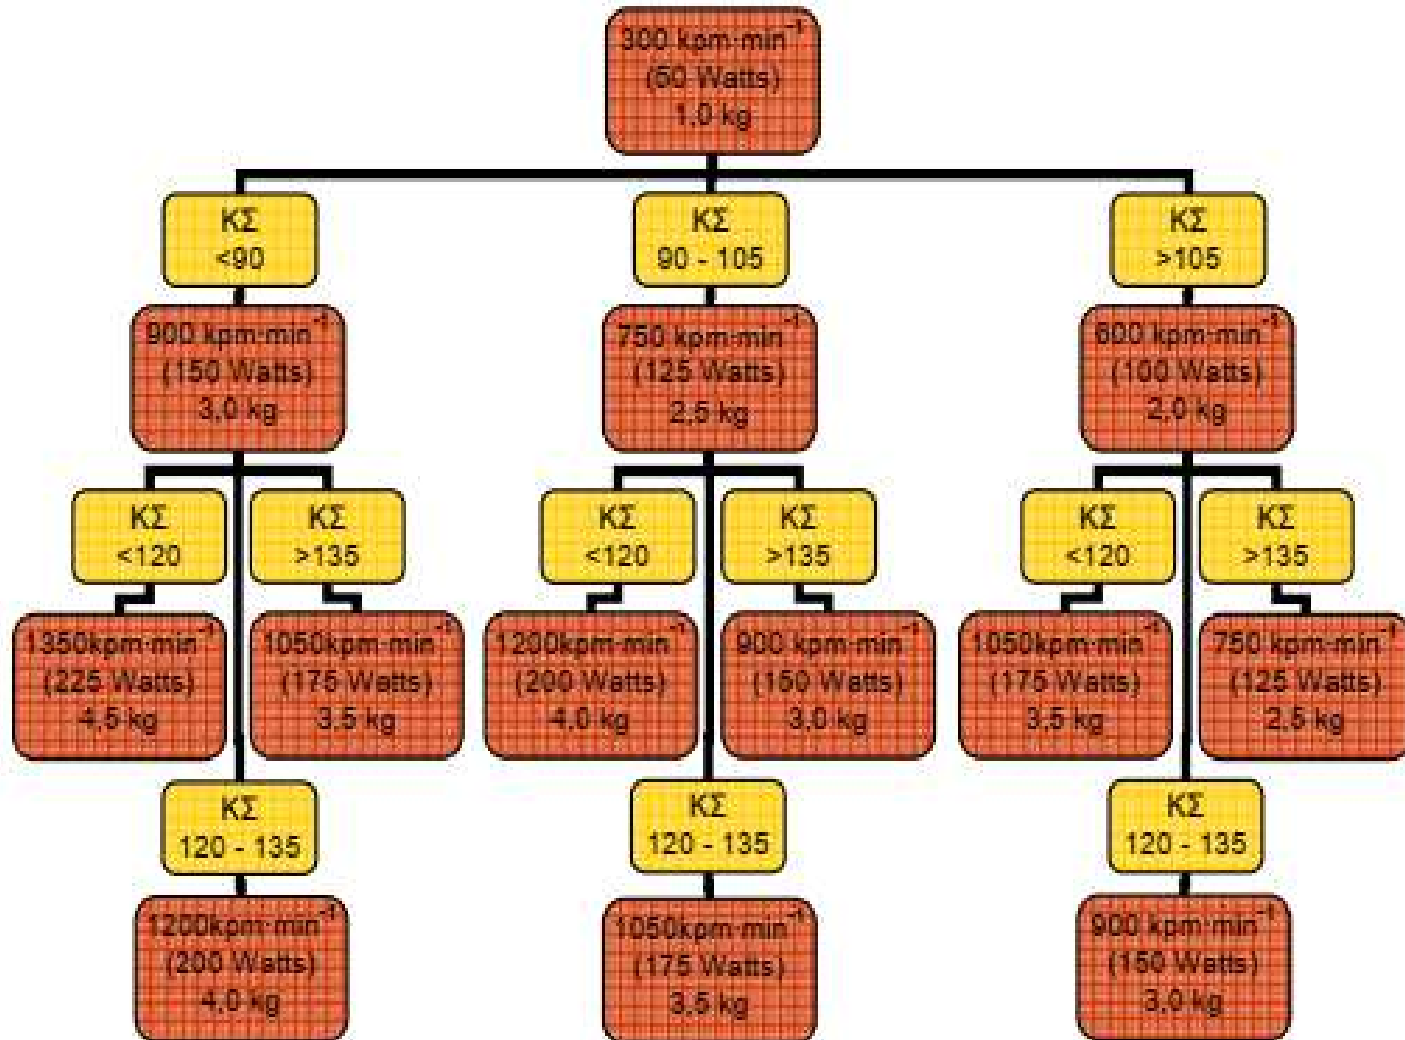 300 kpm·min⁻¹
(50 Watts)
1,0 kg
ΚΣ
<90
ΚΣ
90 - 105
ΚΣ
>105
900 kpm·min⁻¹
(150 Watts)
3,0 kg
750 kpm·min⁻¹
(125 Watts)
2,5 kg
600 kpm·min⁻¹
(100 Watts)
2,0 kg
ΚΣ
<120
ΚΣ
>135
ΚΣ
<120
ΚΣ
>135
ΚΣ
<120
ΚΣ
>135
1350kpm·min⁻¹
(225 Watts)
4,5 kg
1050kpm·min⁻¹
(175 Watts)
3,5 kg
1200kpm·min⁻¹
(200 Watts)
4,0 kg
900 kpm·min⁻¹
(150 Watts)
3,0 kg
1050kpm·min⁻¹
(175 Watts)
3,5 kg
750 kpm·min⁻¹
(125 Watts)
2,5 kg
ΚΣ
120 - 135
ΚΣ
120 - 135
ΚΣ
120 - 135
1200kpm·min⁻¹
(200 Watts)
4,0 kg
1050kpm·min⁻¹
(175 Watts)
3,5 kg
900 kpm·min⁻¹
(150 Watts)
3,0 kg